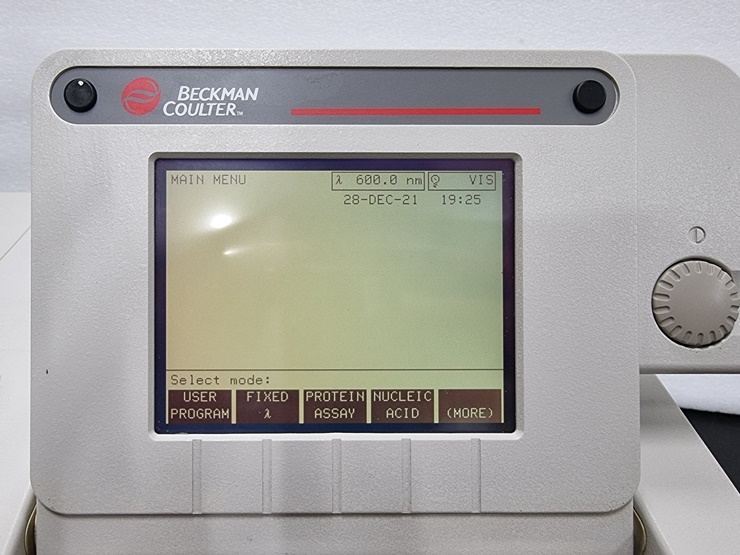 BECKMAN
COULTER™
MAIN MENU λ 600.0 nm VIS
28-DEC-21 19:25
Select mode:
USER PROGRAM
FIXED λ
PROTEIN ASSAY
NUCLEIC ACID
(MORE)